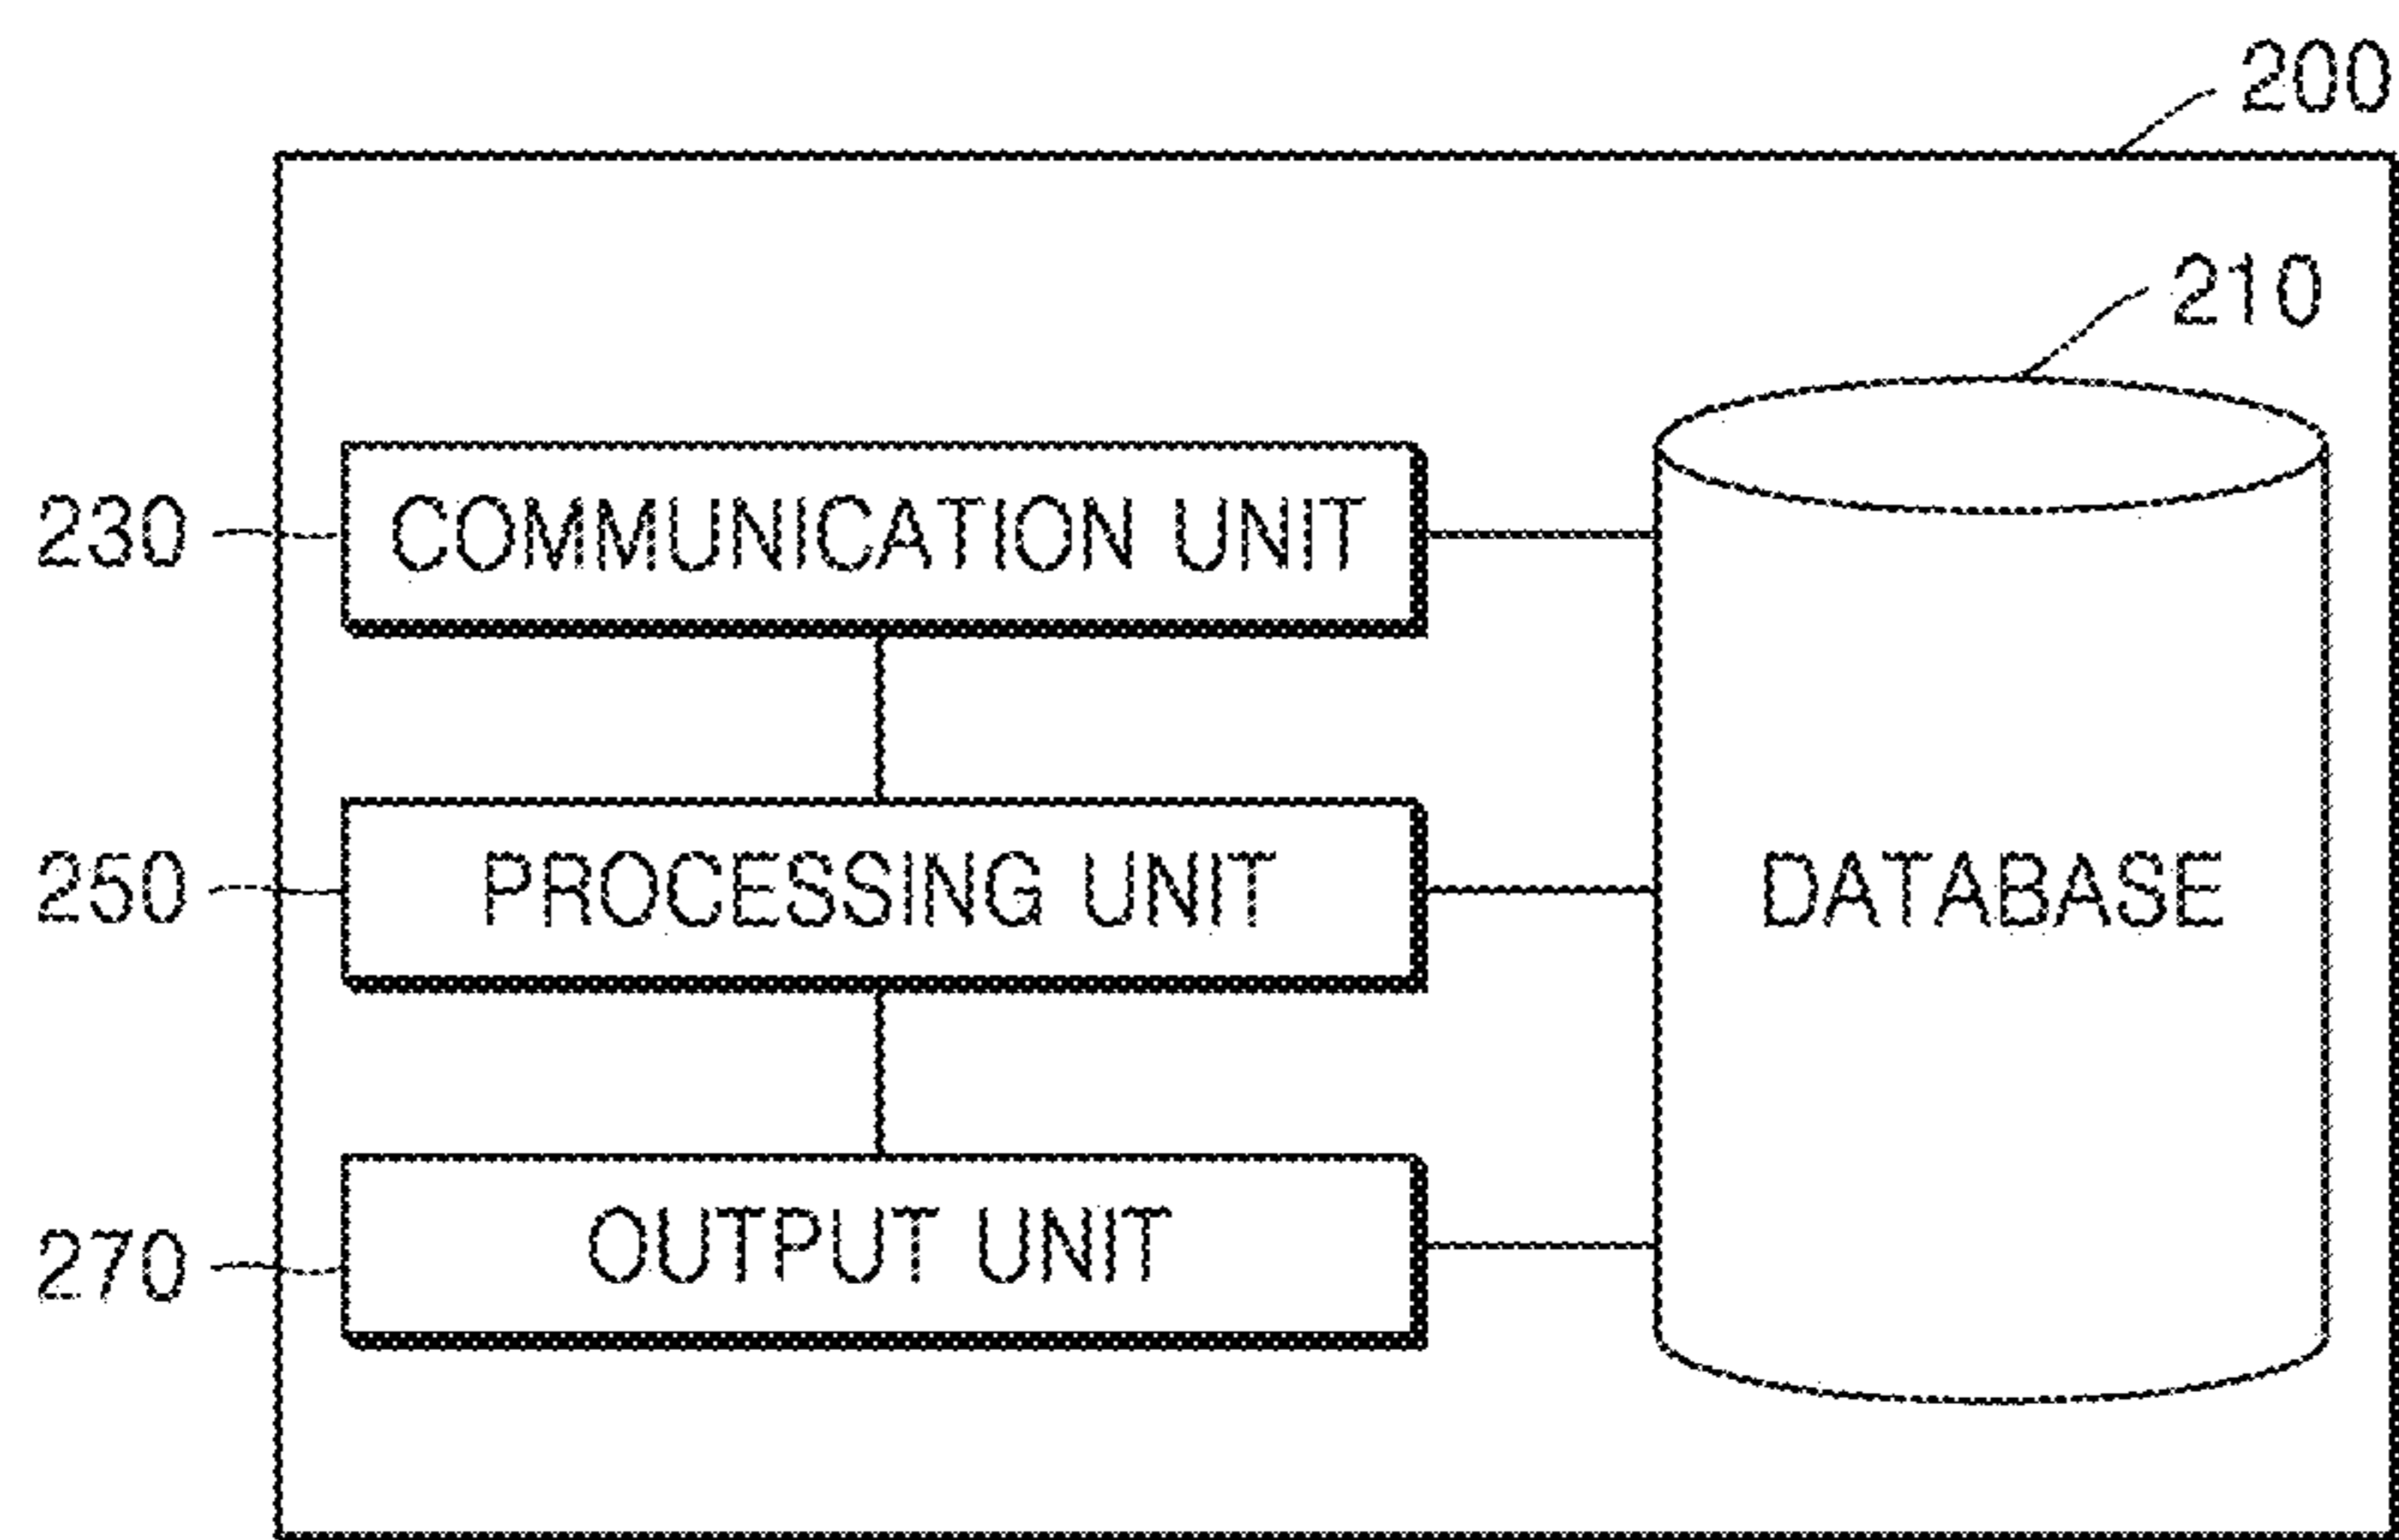 200
210
230
COMMUNICATION UNIT
250
PROCESSING UNIT
DATABASE
270
OUTPUT UNIT